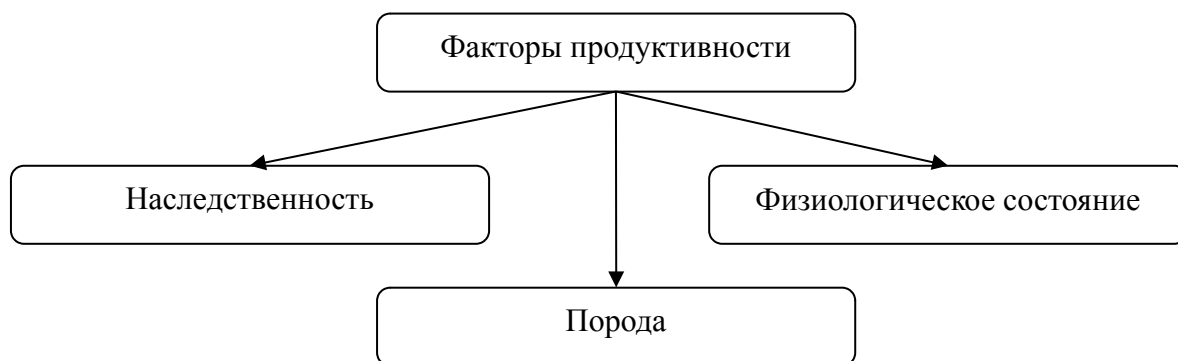 Факторы продуктивности
Наследственность
Физиологическое состояние
Порода